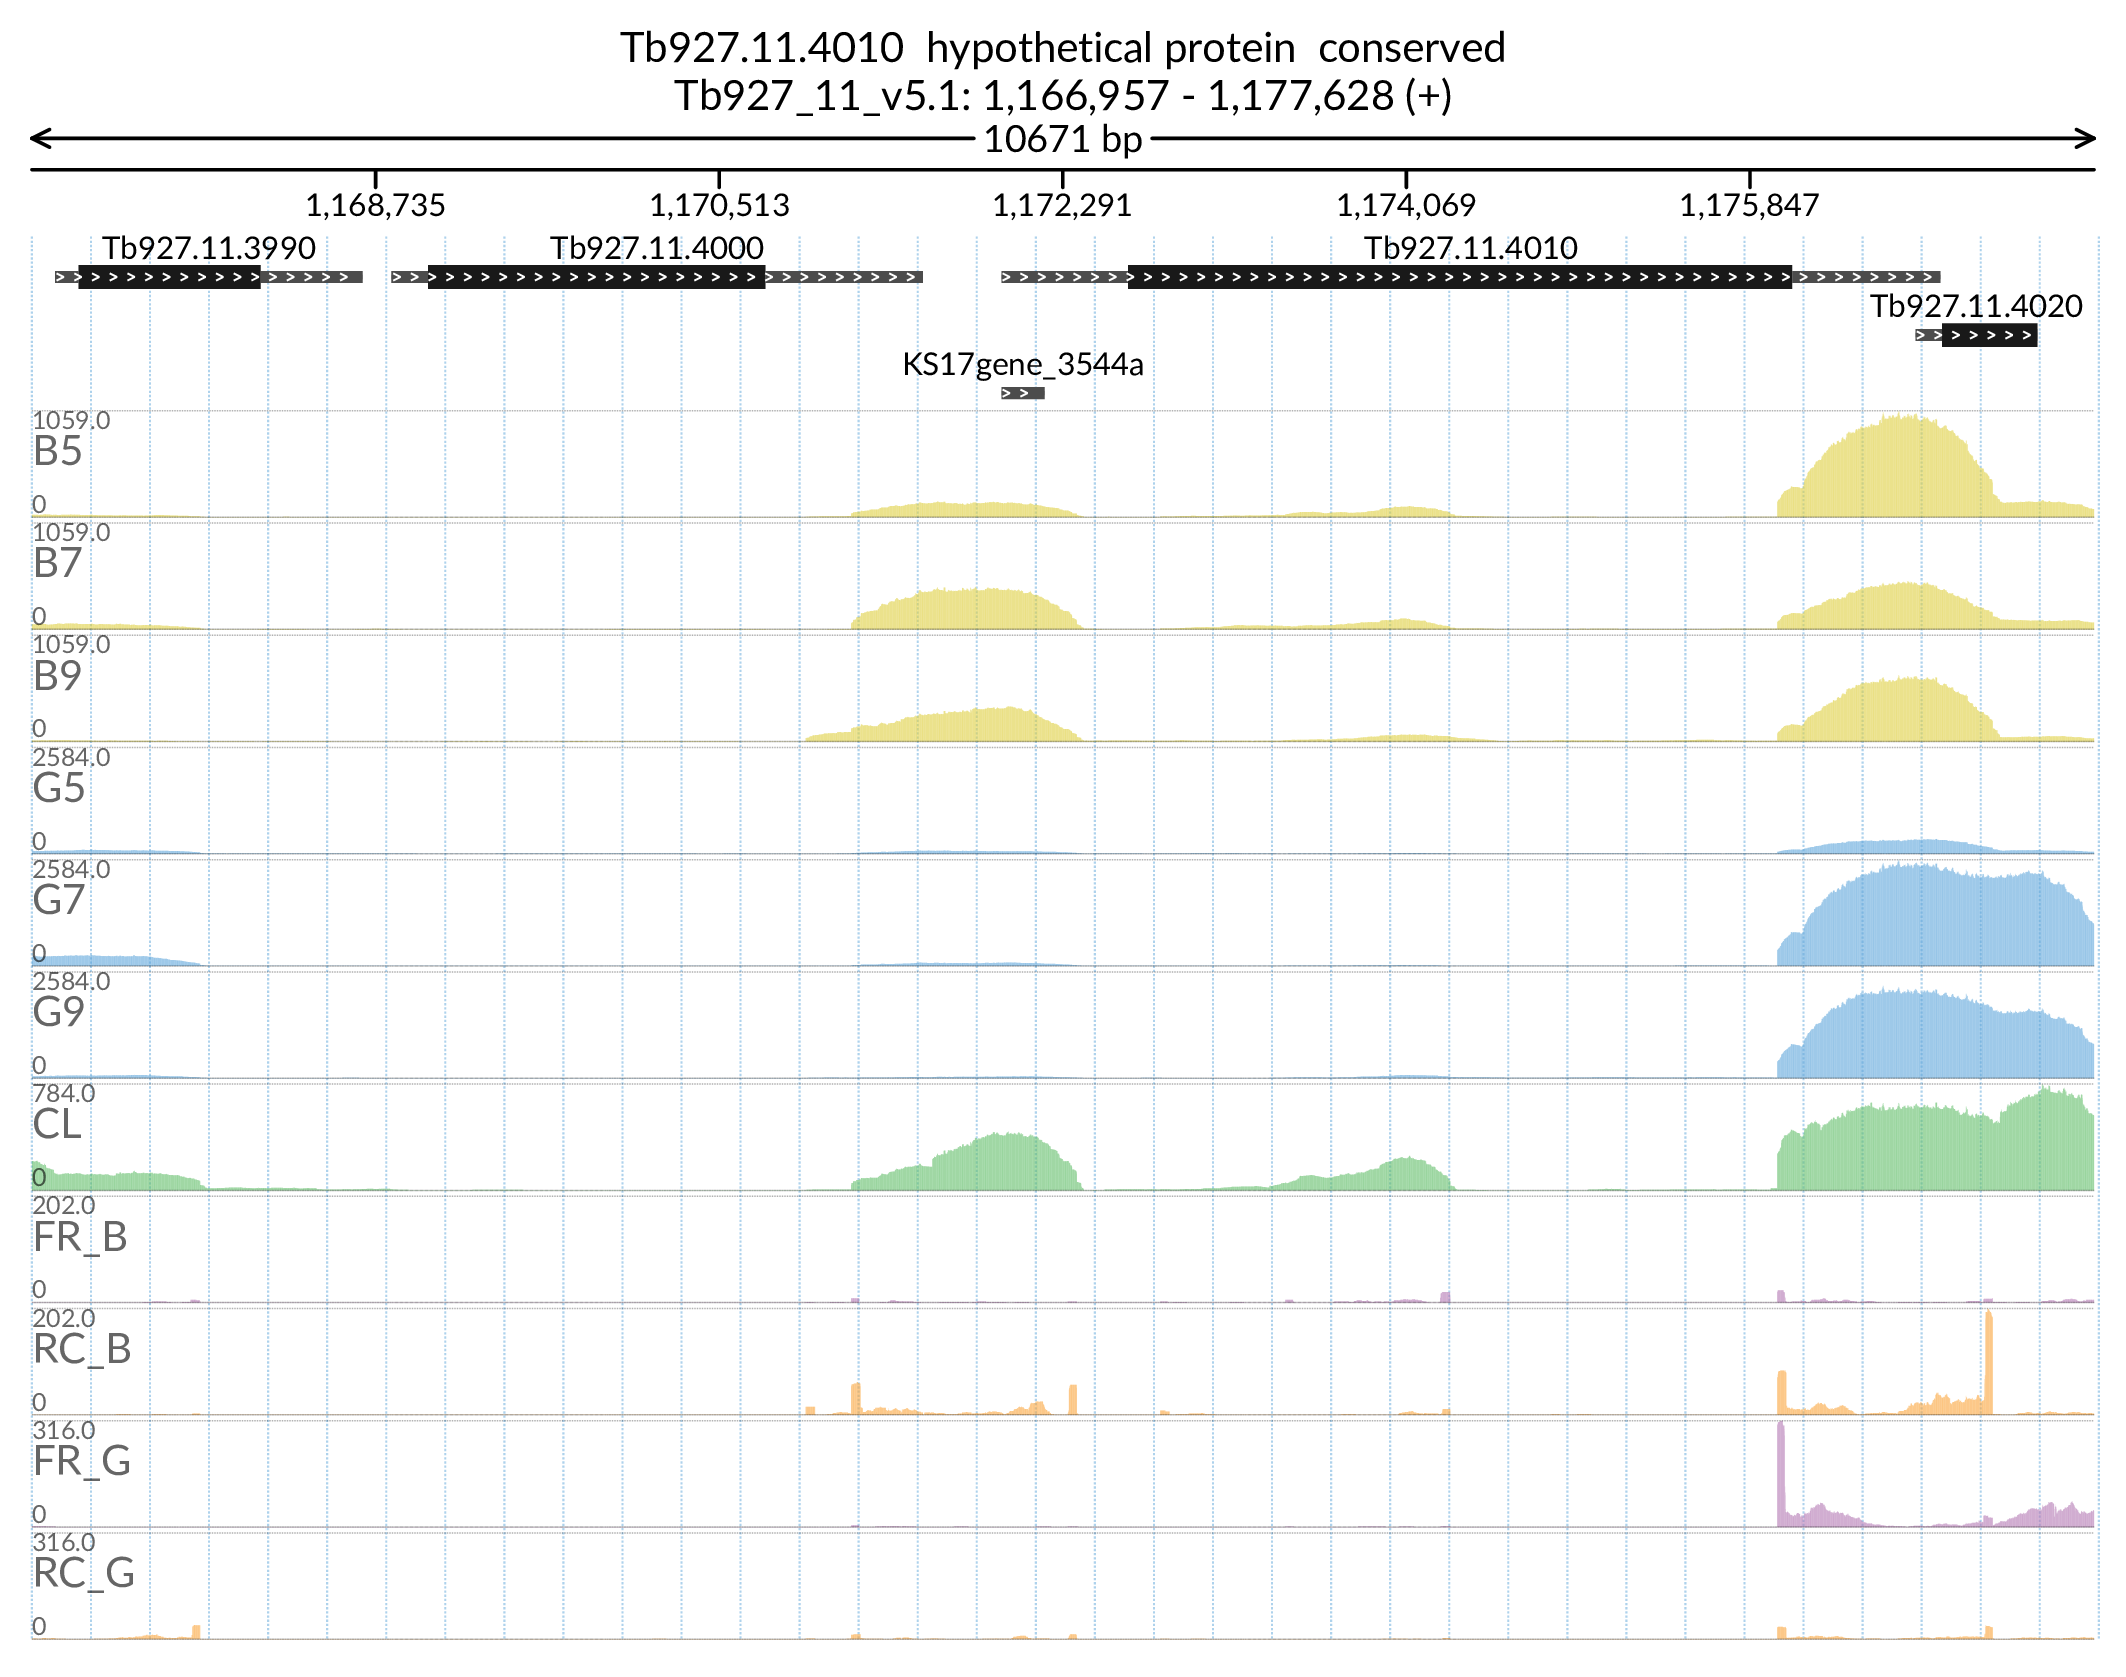 Tb927.11.4010  hypothetical protein  conserved
Tb927_11_v5.1: 1,166,957 - 1,177,628 (+)
10671 bp
1,168,735 1,170,513 1,172,291 1,174,069 1,175,847
Tb927.11.3990 Tb927.11.4000 Tb927.11.4010
Tb927.11.4020
KS17gene_3544a
1059.0
B5
0
1059.0
B7
0
1059.0
B9
0
2584.0
G5
0
2584.0
G7
0
2584.0
G9
0
784.0
CL
0
202.0
FR_B
0
202.0
RC_B
0
316.0
FR_G
0
316.0
RC_G
0